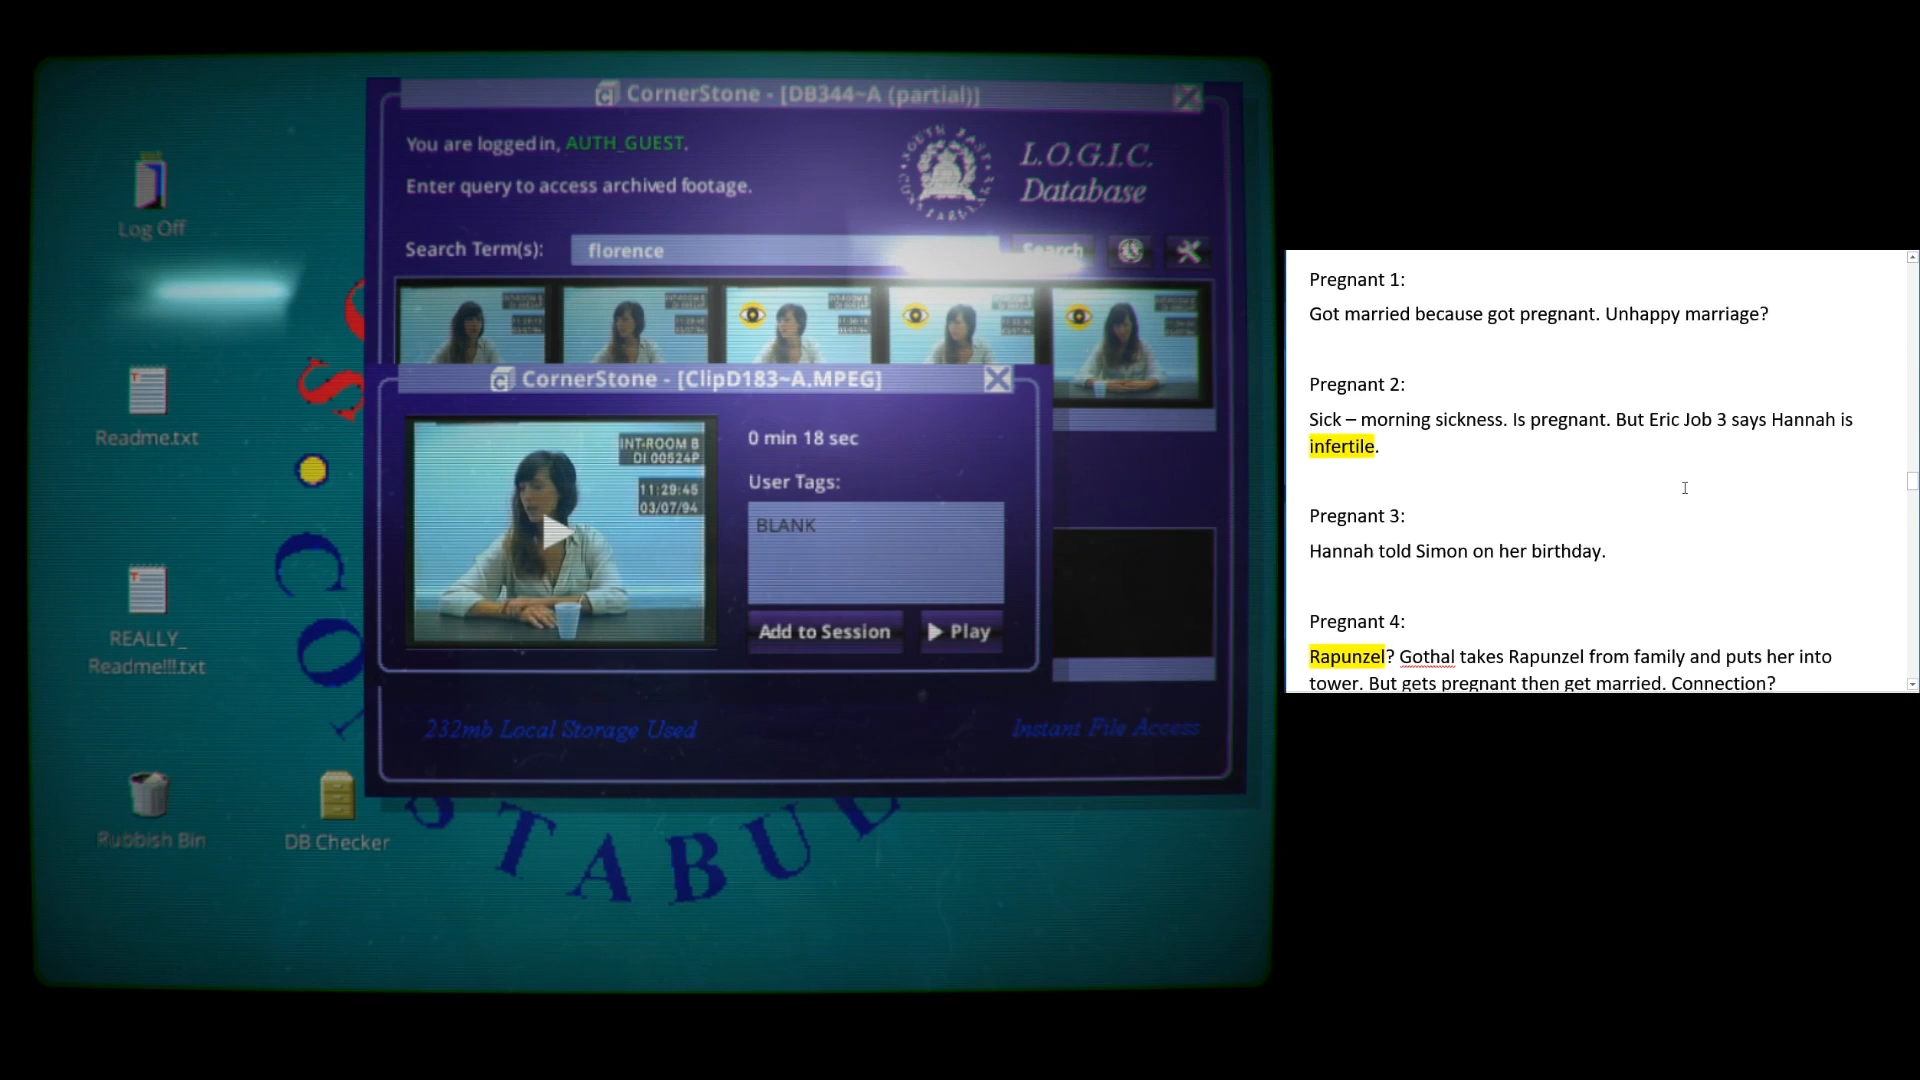 CornerStone - [DB344~A (partial)]
You are logged in, AUTH_GUEST.
Enter query to access archived footage.
L.O.G.I.C.
Database
Search Term(s):
florence
Search
CornerStone - [ClipD183~A.MPEG]
INT-ROOM B
DI 00524P
11:29:45
03/07/94
0 min 18 sec
User Tags:
BLANK
Add to Session
Play
232mb Local Storage Used
Instant File Access
Log Off
Readme.txt
REALLY_
Readme!!!.txt
Rubbish Bin
DB Checker
STABUL
Pregnant 1:
Got married because got pregnant. Unhappy marriage?
Pregnant 2:
Sick – morning sickness. Is pregnant. But Eric Job 3 says Hannah is
infertile.
Pregnant 3:
Hannah told Simon on her birthday.
Pregnant 4:
Rapunzel? Gothal takes Rapunzel from family and puts her into
tower. But gets pregnant then get married. Connection?